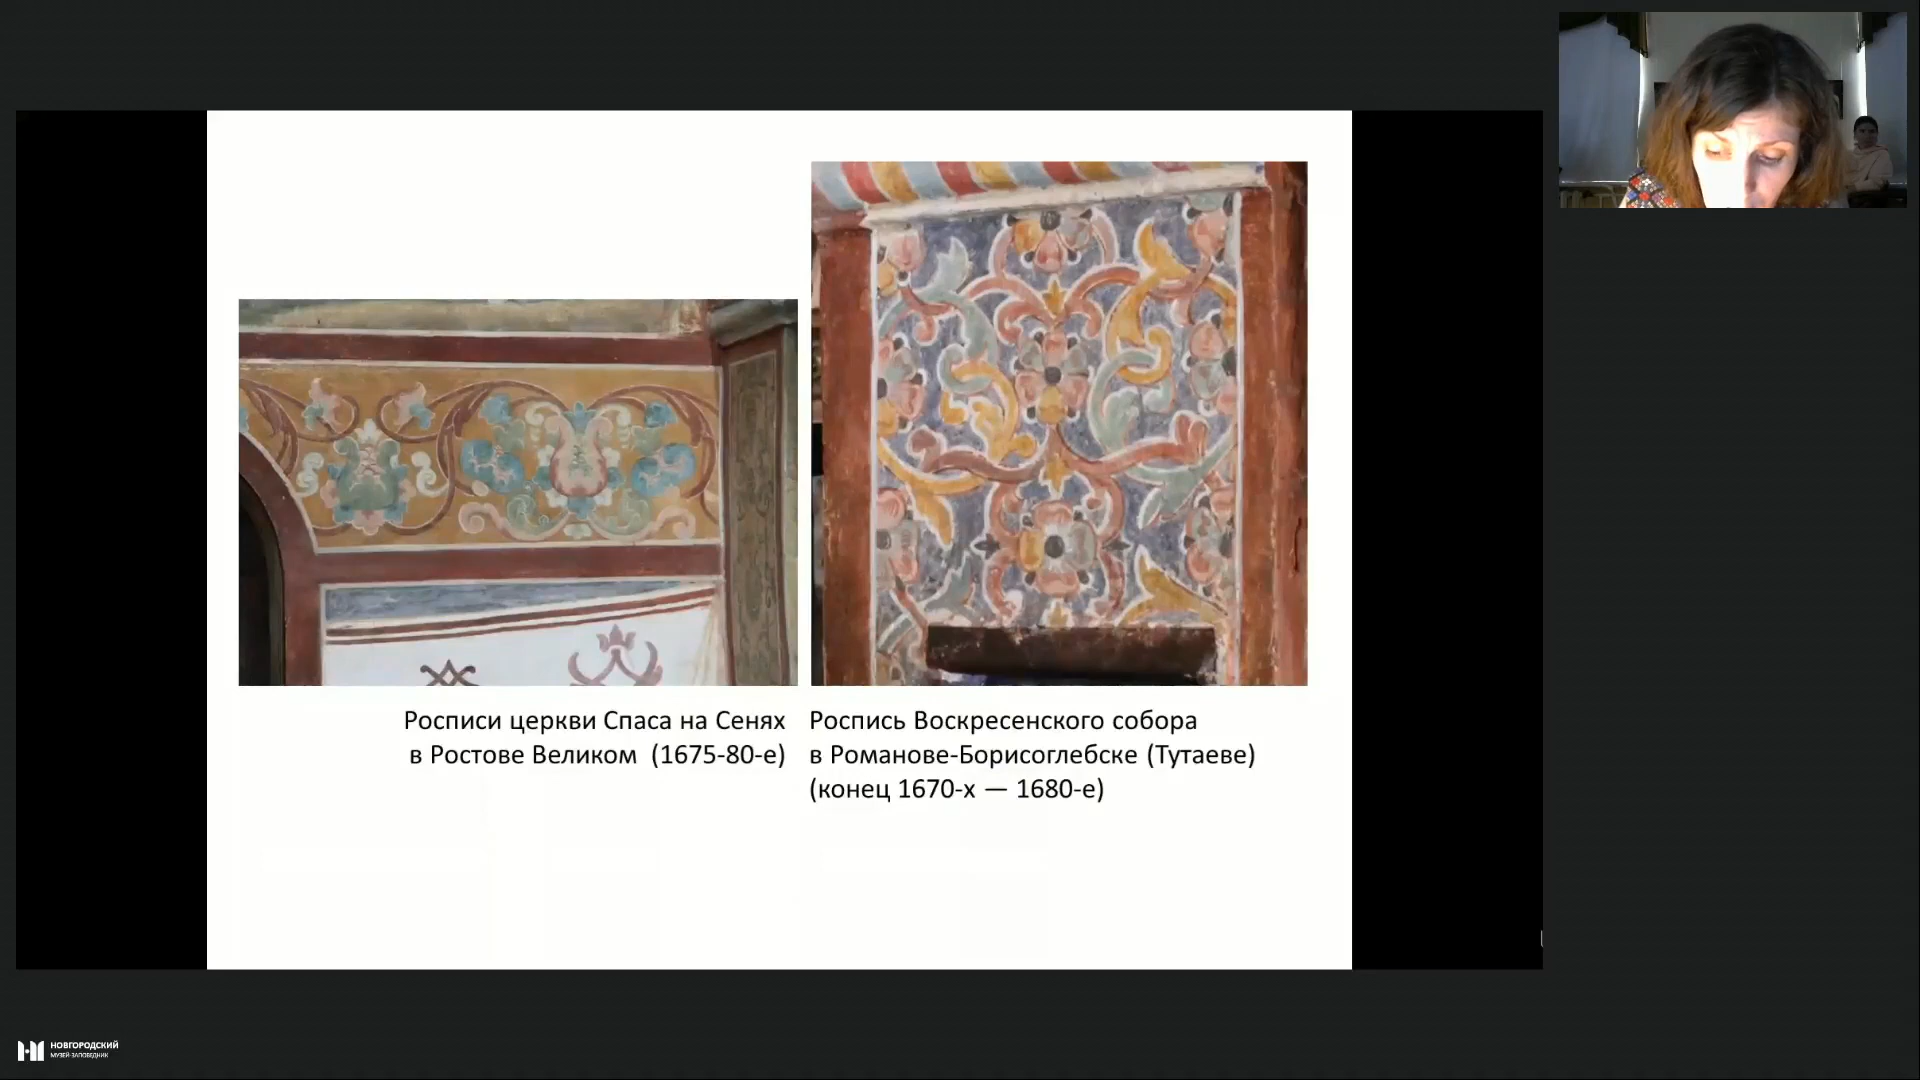 Росписи церкви Спаса на Сенях
в Ростове Великом (1675-80-е)
Роспись Воскресенского собора
в Романове-Борисоглебске (Тутаеве)
(конец 1670-х — 1680-е)
НОВГОРОДСКИЙ
МУЗЕЙ-ЗАПОВЕДНИК